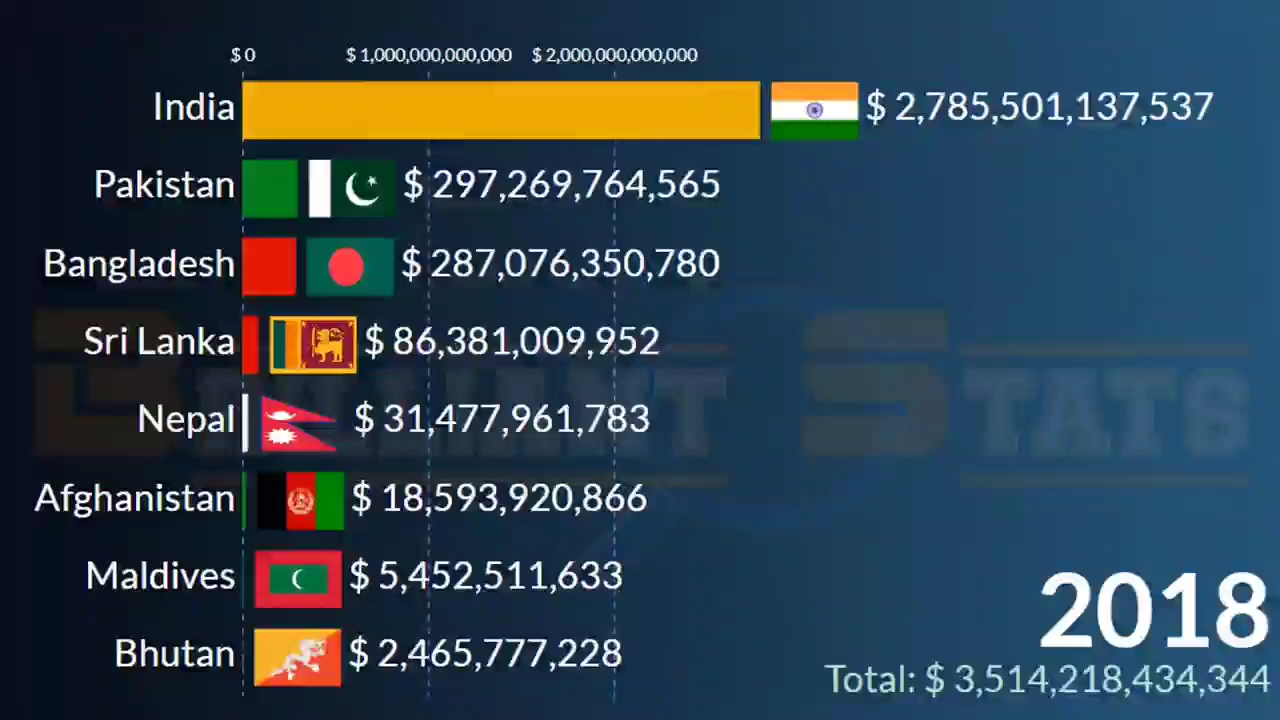 $ 0 $ 1,000,000,000,000 $ 2,000,000,000,000
India $ 2,785,501,137,537
Pakistan $ 297,269,764,565
Bangladesh $ 287,076,350,780
Sri Lanka $ 86,381,009,952
BRILLIANT STATS
Nepal $ 31,477,961,783
Afghanistan $ 18,593,920,866
Maldives $ 5,452,511,633
2018
Bhutan $ 2,465,777,228
Total: $ 3,514,218,434,344